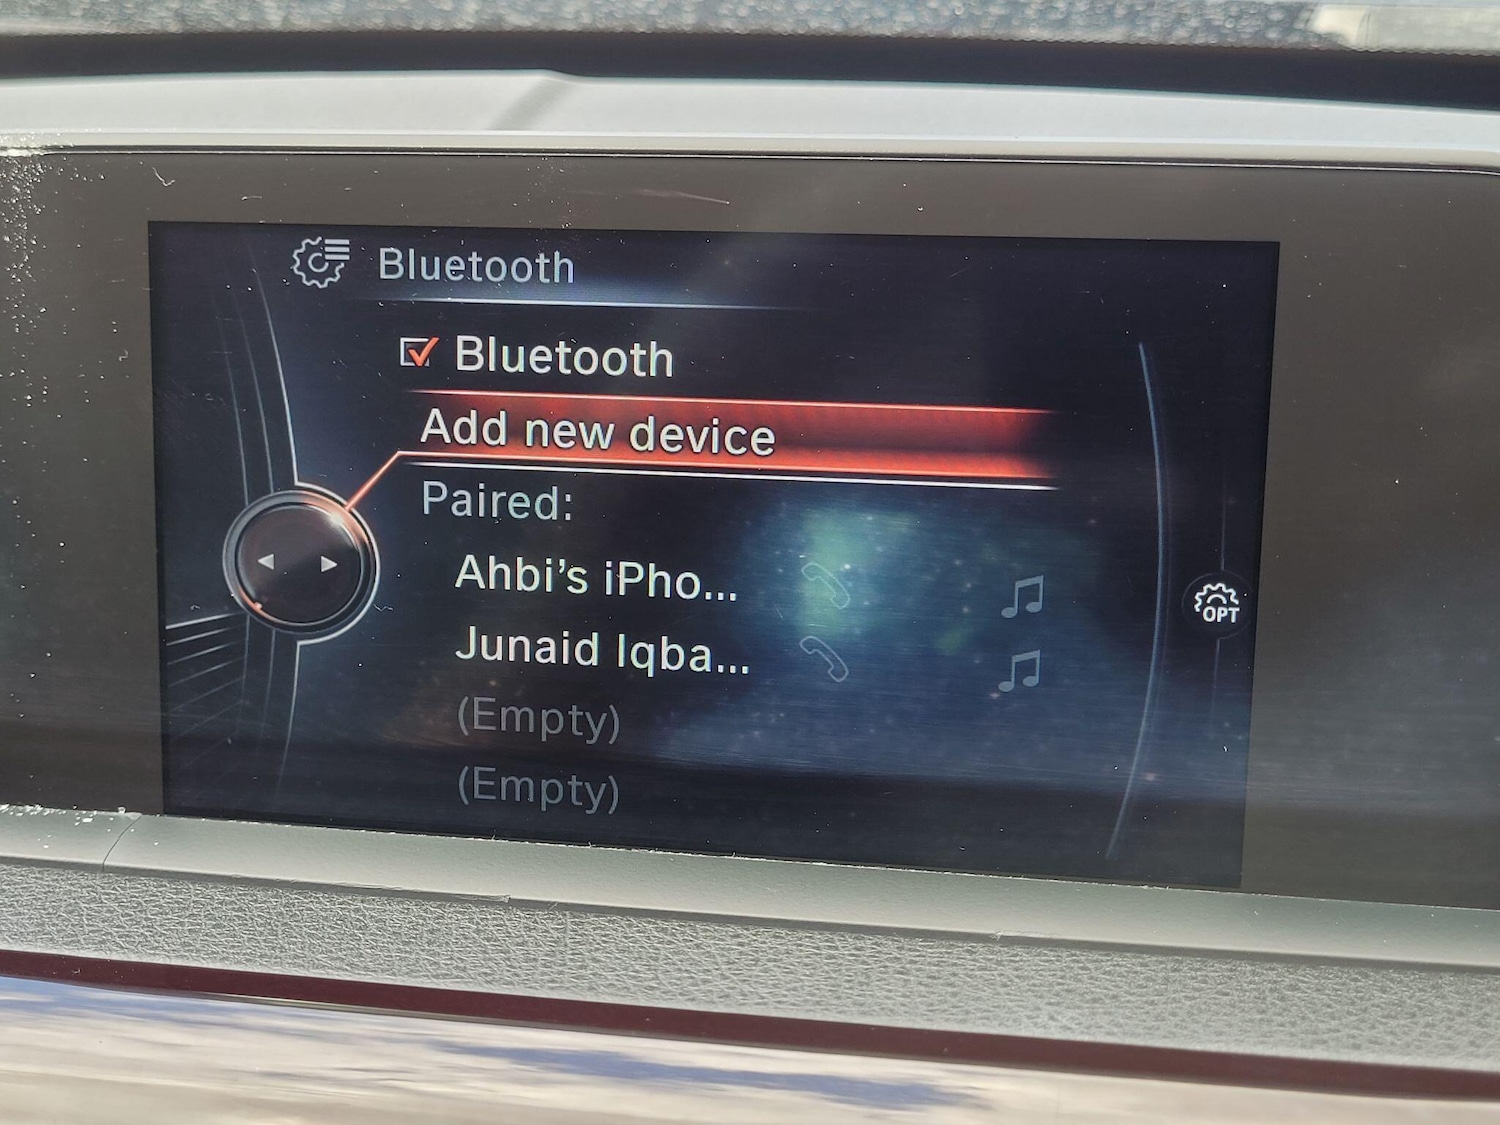 Bluetooth
Bluetooth
Add new device
Paired:
Ahbi's iPho...
Junaid Iqba...
(Empty)
(Empty)
OPT